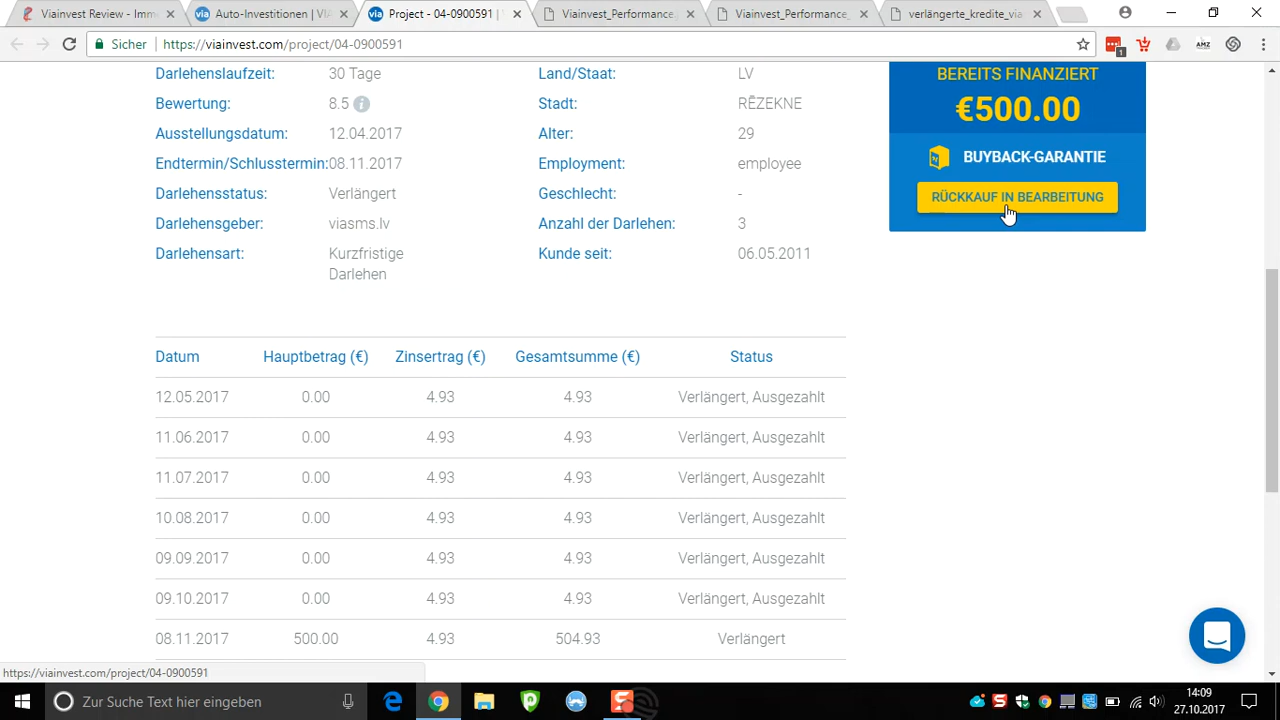 Viainvest Review - Imm
Auto-Investitionen | VIA
Project - 04-0900591 |
Viainvest_Performance
Viainvest_Performance_
verlängerte_kredite_via
Sicher
https://viainvest.com/project/04-0900591
1
AMZ
Darlehenslaufzeit: 30 Tage Land/Staat: LV
BEREITS FINANZIERT
Bewertung: 8.5 i Stadt: RĒZEKNE
€500.00
Ausstellungsdatum: 12.04.2017 Alter: 29
Endtermin/Schlusstermin: 08.11.2017 Employment: employee
BUYBACK-GARANTIE
Darlehensstatus: Verlängert Geschlecht: -
RÜCKKAUF IN BEARBEITUNG
Darlehensgeber: viasms.lv Anzahl der Darlehen: 3
Darlehensart: Kurzfristige Kunde seit: 06.05.2011
Darlehen
Datum Hauptbetrag (€) Zinsertrag (€) Gesamtsumme (€) Status
12.05.2017 0.00 4.93 4.93 Verlängert, Ausgezahlt
11.06.2017 0.00 4.93 4.93 Verlängert, Ausgezahlt
11.07.2017 0.00 4.93 4.93 Verlängert, Ausgezahlt
10.08.2017 0.00 4.93 4.93 Verlängert, Ausgezahlt
09.09.2017 0.00 4.93 4.93 Verlängert, Ausgezahlt
09.10.2017 0.00 4.93 4.93 Verlängert, Ausgezahlt
08.11.2017 500.00 4.93 504.93 Verlängert
https://viainvest.com/project/04-0900591
Zur Suche Text hier eingeben
14:09
27.10.2017